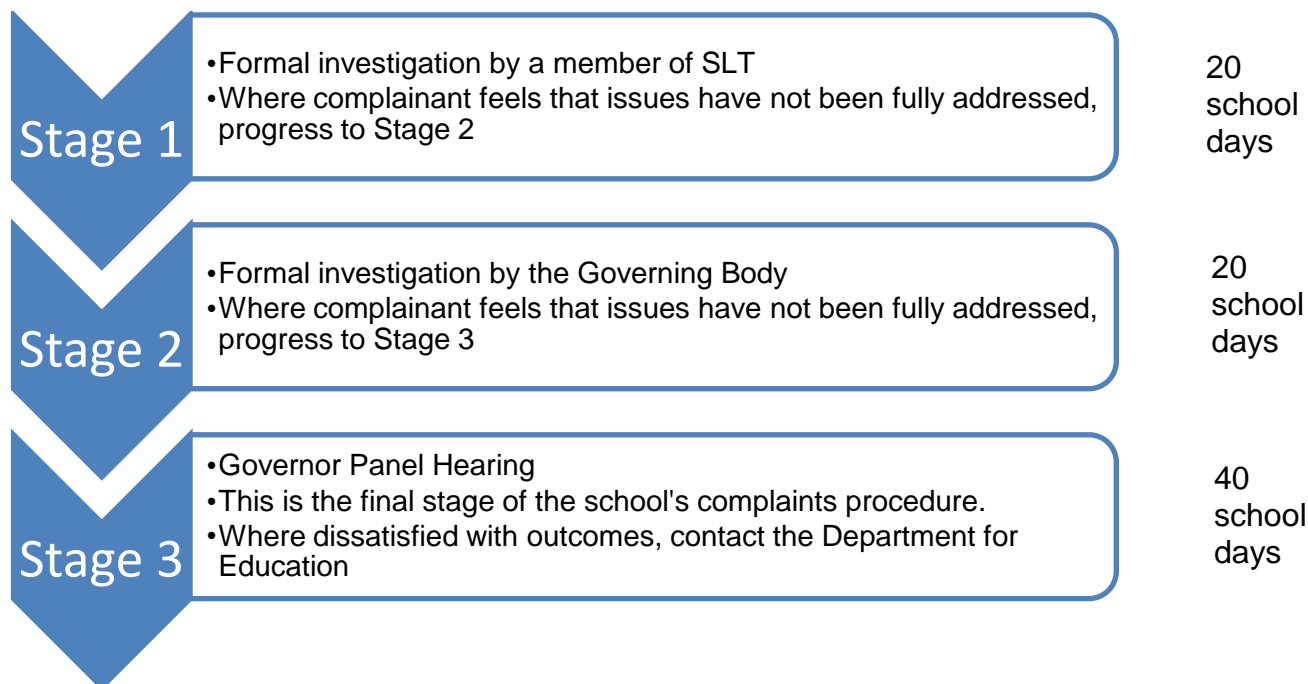 Stage 1
•Formal investigation by a member of SLT
•Where complainant feels that issues have not been fully addressed,
progress to Stage 2
20
school
days
Stage 2
•Formal investigation by the Governing Body
•Where complainant feels that issues have not been fully addressed,
progress to Stage 3
20
school
days
Stage 3
•Governor Panel Hearing
•This is the final stage of the school's complaints procedure.
•Where dissatisfied with outcomes, contact the Department for
Education
40
school
days